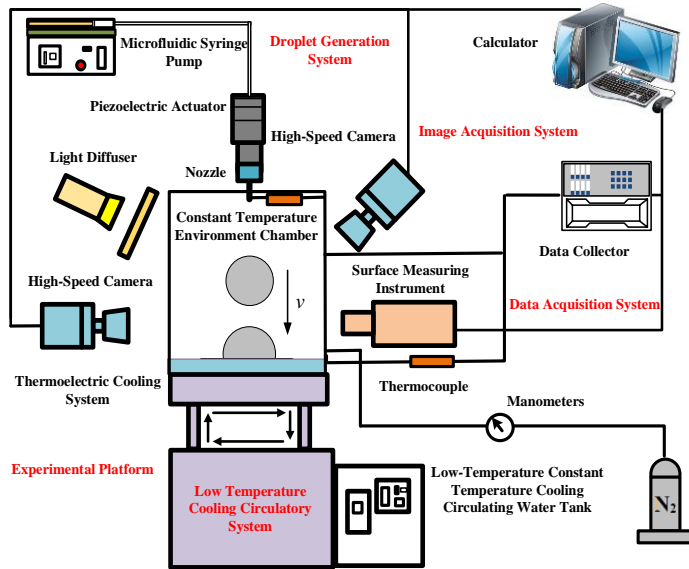 Microfluidic Syringe
Pump
Droplet Generation
System
Calculator
Piezoelectric Actuator
High-Speed Camera
Image Acquisition System
Light Diffuser
Nozzle
Constant Temperature
Environment Chamber
Data Collector
High-Speed Camera
v
Surface Measuring
Instrument
Data Acquisition System
Thermoelectric Cooling
System
Thermocouple
Manometers
Experimental Platform
Low Temperature
Cooling Circulatory
System
Low-Temperature Constant
Temperature Cooling
Circulating Water Tank
N2